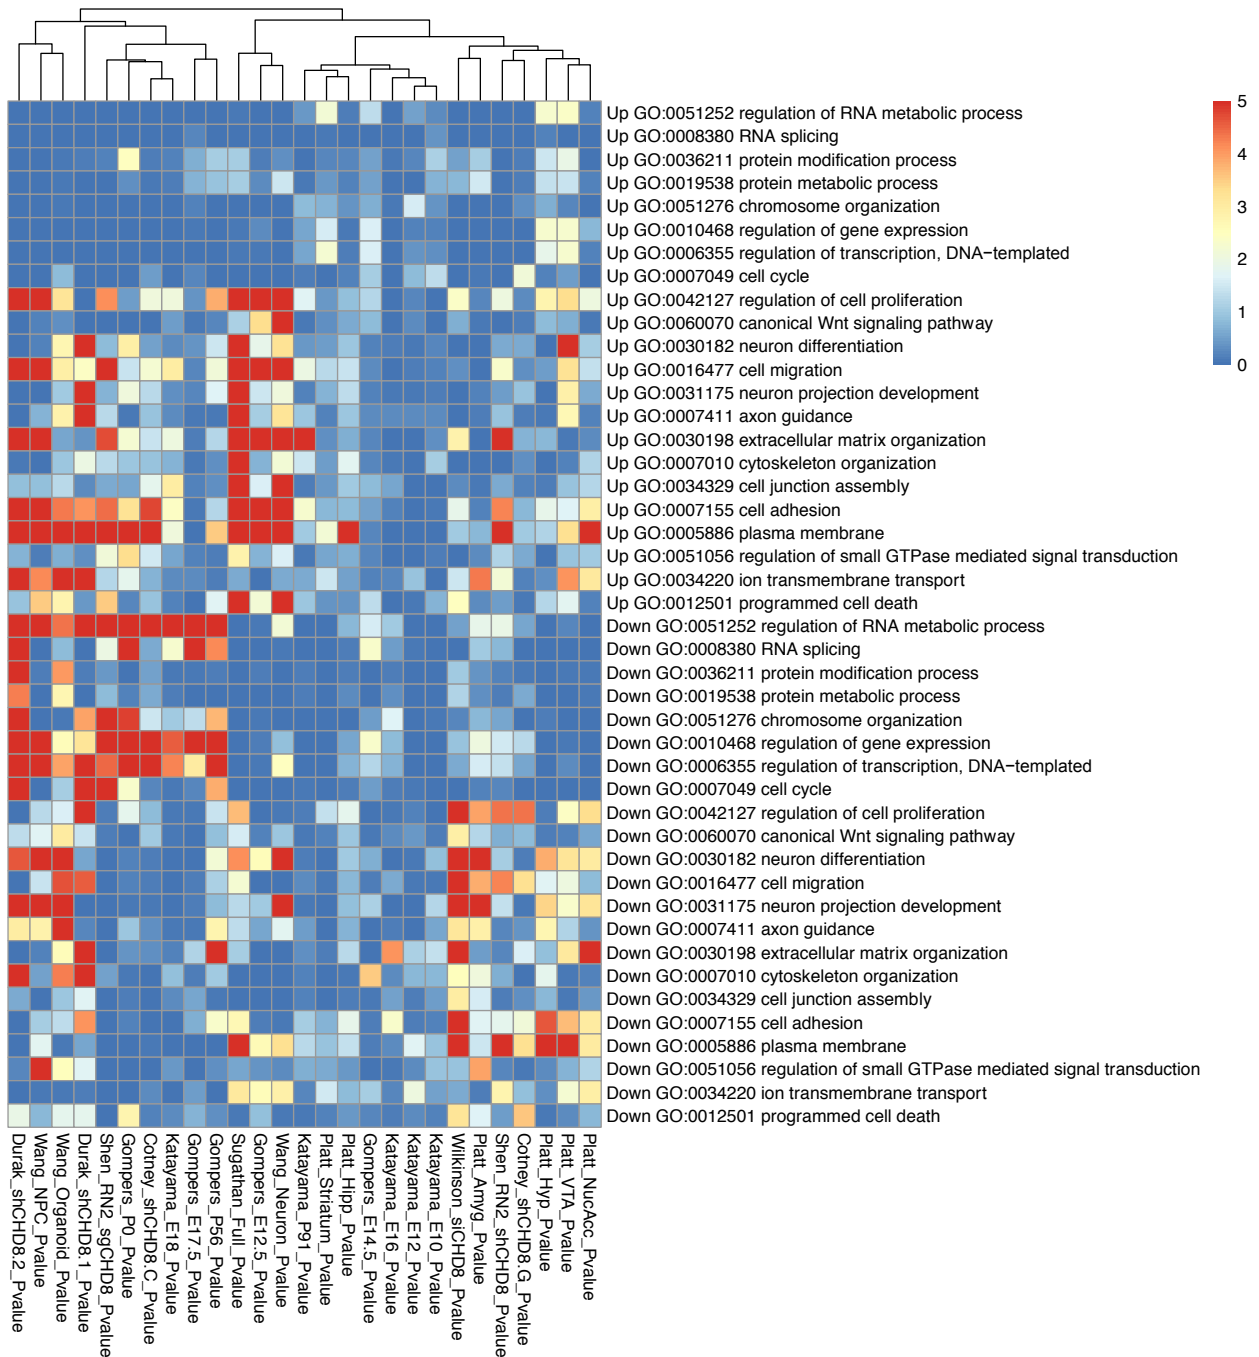 Up GO:0051252 regulation of RNA metabolic process
Up GO:0008380 RNA splicing
Up GO:0036211 protein modification process
Up GO:0019538 protein metabolic process
Up GO:0051276 chromosome organization
Up GO:0010468 regulation of gene expression
Up GO:0006355 regulation of transcription, DNA−templated
Up GO:0007049 cell cycle
Up GO:0042127 regulation of cell proliferation
Up GO:0060070 canonical Wnt signaling pathway
Up GO:0030182 neuron differentiation
Up GO:0016477 cell migration
Up GO:0031175 neuron projection development
Up GO:0007411 axon guidance
Up GO:0030198 extracellular matrix organization
Up GO:0007010 cytoskeleton organization
Up GO:0034329 cell junction assembly
Up GO:0007155 cell adhesion
Up GO:0005886 plasma membrane
Up GO:0051056 regulation of small GTPase mediated signal transduction
Up GO:0034220 ion transmembrane transport
Up GO:0012501 programmed cell death
Down GO:0051252 regulation of RNA metabolic process
Down GO:0008380 RNA splicing
Down GO:0036211 protein modification process
Down GO:0019538 protein metabolic process
Down GO:0051276 chromosome organization
Down GO:0010468 regulation of gene expression
Down GO:0006355 regulation of transcription, DNA−templated
Down GO:0007049 cell cycle
Down GO:0042127 regulation of cell proliferation
Down GO:0060070 canonical Wnt signaling pathway
Down GO:0030182 neuron differentiation
Down GO:0016477 cell migration
Down GO:0031175 neuron projection development
Down GO:0007411 axon guidance
Down GO:0030198 extracellular matrix organization
Down GO:0007010 cytoskeleton organization
Down GO:0034329 cell junction assembly
Down GO:0007155 cell adhesion
Down GO:0005886 plasma membrane
Down GO:0051056 regulation of small GTPase mediated signal transduction
Down GO:0034220 ion transmembrane transport
Down GO:0012501 programmed cell death
5
4
3
2
1
0
Durak_shCHD8.2_Pvalue
Wang_NPC_Pvalue
Wang_Organoid_Pvalue
Durak_shCHD8.1_Pvalue
Shen_RN2_sgCHD8_Pvalue
Gompers_P0_Pvalue
Cotney_shCHD8.C_Pvalue
Katayama_E18_Pvalue
Gompers_E17.5_Pvalue
Gompers_P56_Pvalue
Sugathan_Full_Pvalue
Gompers_E12.5_Pvalue
Wang_Neuron_Pvalue
Katayama_P91_Pvalue
Platt_Striatum_Pvalue
Platt_Hipp_Pvalue
Gompers_E14.5_Pvalue
Katayama_E16_Pvalue
Katayama_E12_Pvalue
Katayama_E10_Pvalue
Wilkinson_siCHD8_Pvalue
Platt_Amyg_Pvalue
Shen_RN2_shCHD8_Pvalue
Cotney_shCHD8.G_Pvalue
Platt_Hyp_Pvalue
Platt_VTA_Pvalue
Platt_NucAcc_Pvalue